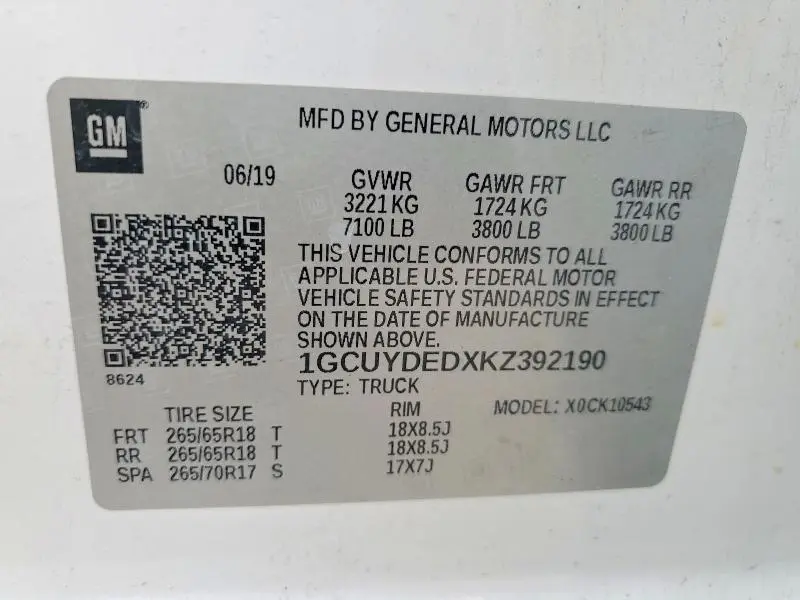 GM
MFD BY GENERAL MOTORS LLC
06/19 GVWR GAWR FRT GAWR RR
3221 KG 1724 KG 1724 KG
7100 LB 3800 LB 3800 LB
THIS VEHICLE CONFORMS TO ALL
APPLICABLE U.S. FEDERAL MOTOR
VEHICLE SAFETY STANDARDS IN EFFECT
ON THE DATE OF MANUFACTURE
SHOWN ABOVE.
1GCUYDEDXKZ392190
8624
TYPE: TRUCK
MODEL: X0CK10543
TIRE SIZE RIM
FRT 265/65R18 T 18X8.5J
RR 265/65R18 T 18X8.5J
SPA 265/70R17 S 17X7J